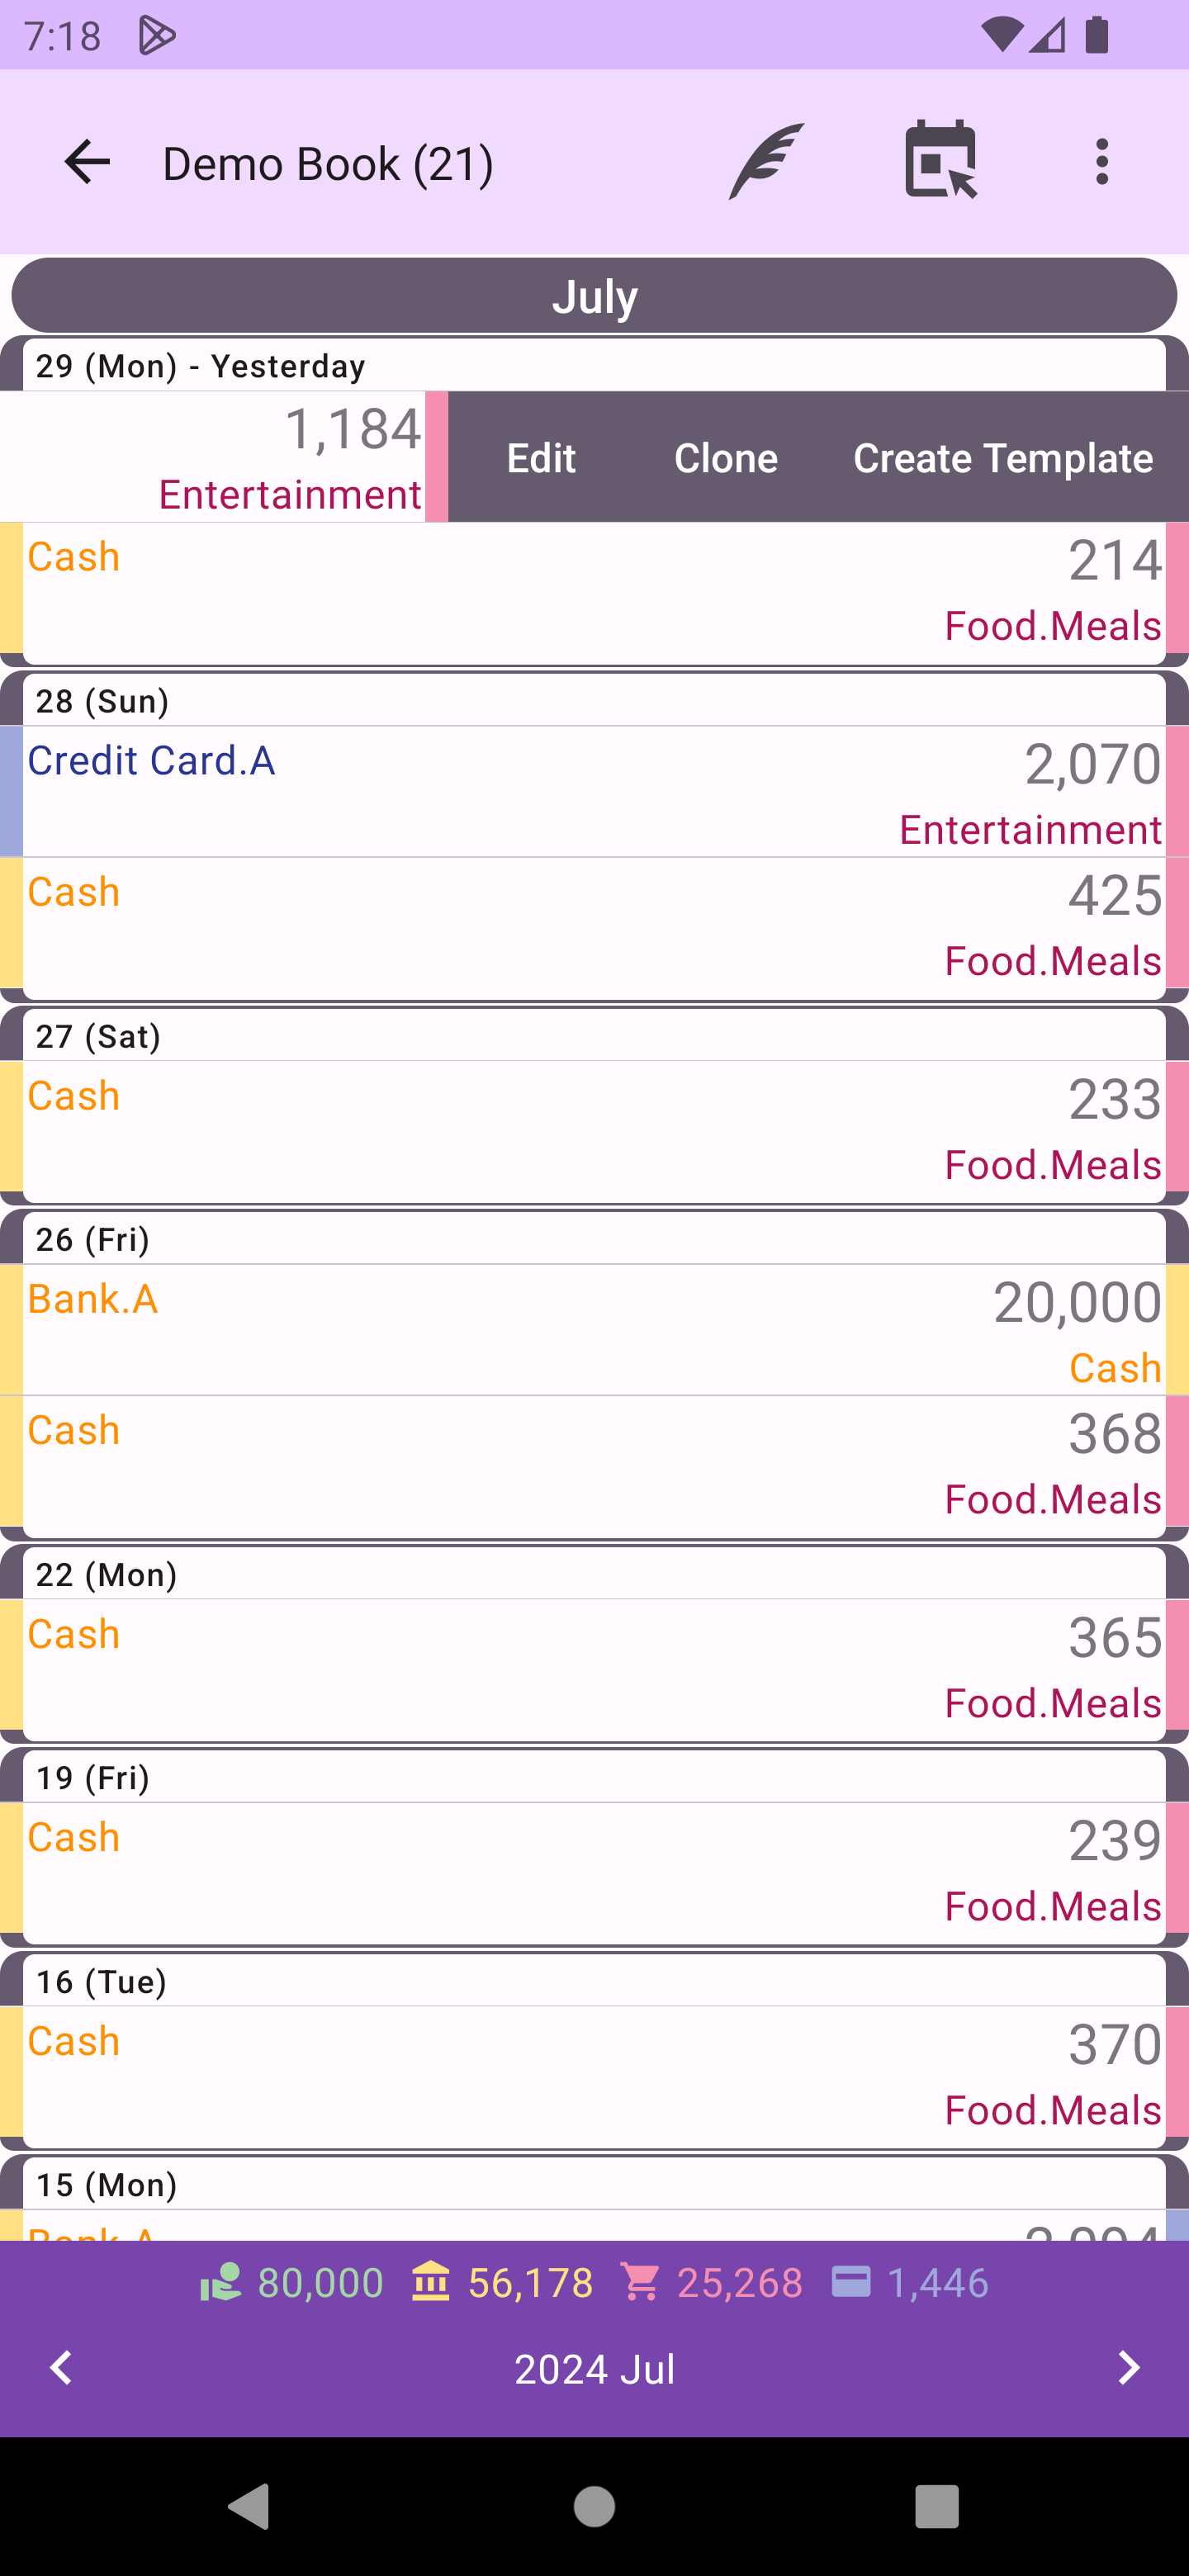 7:18
Demo Book (21)
July
29 (Mon) - Yesterday
1,184
Entertainment
Edit
Clone
Create Template
Cash
214
Food.Meals
28 (Sun)
Credit Card.A
2,070
Entertainment
Cash
425
Food.Meals
27 (Sat)
Cash
233
Food.Meals
26 (Fri)
Bank.A
20,000
Cash
Cash
368
Food.Meals
22 (Mon)
Cash
365
Food.Meals
19 (Fri)
Cash
239
Food.Meals
16 (Tue)
Cash
370
Food.Meals
15 (Mon)
Bank.A
80,000 56,178 25,268 1,446
2024 Jul